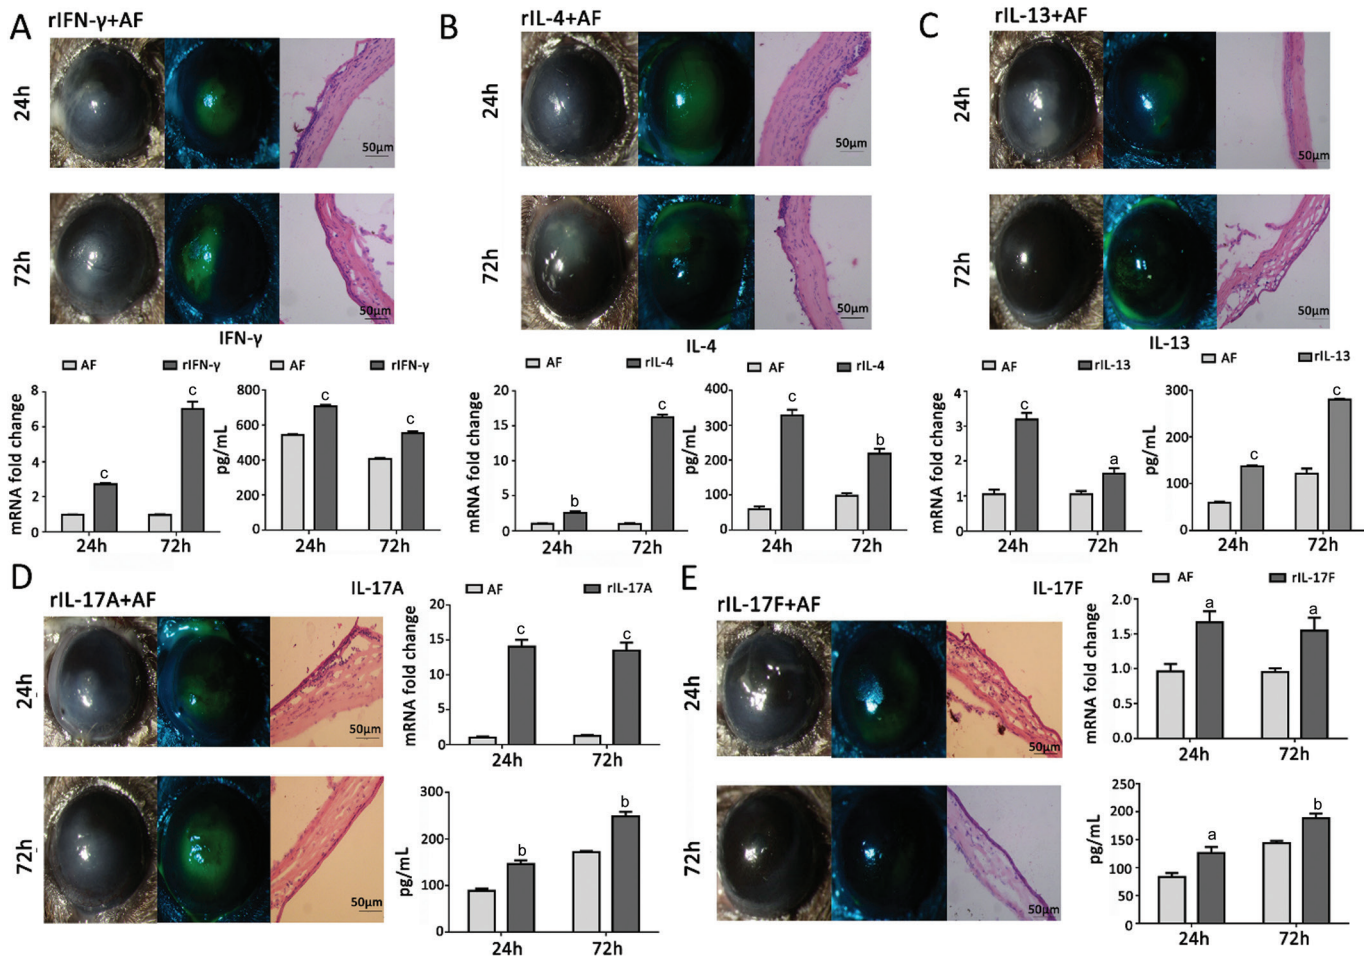 A rIFN-γ+AF
24h
50μm
72h
50μm
IFN-γ
AF rIFN-γ AF rIFN-γ
mRNA fold change
8
6
4
2
0
c
c
24h 72h
pg/mL
800
600
400
200
0
c
c
24h 72h
B rIL-4+AF
24h
50μm
72h
50μm
IL-4
AF rIL-4
mRNA fold change
20
15
10
5
0
b
c
24h 72h
AF rIL-4
pg/mL
400
300
200
100
0
c
b
24h 72h
C rIL-13+AF
24h
50μm
72h
50μm
IL-13
AF rIL-13
mRNA fold change
4
3
2
1
0
c
a
24h 72h
AF rIL-13
pg/mL
300
200
100
0
c
c
24h 72h
D
rIL-17A+AF
24h
50μm
72h
50μm
IL-17A
AF rIL-17A
mRNA fold change
20
15
10
5
0
c
c
24h 72h
pg/mL
300
200
100
0
b
b
24h 72h
E
rIL-17F+AF
24h
50μm
72h
50μm
IL-17F
AF rIL-17F
mRNA fold change
2.0
1.5
1.0
0.5
0.0
a
a
24h 72h
pg/mL
250
200
150
100
50
0
a
b
24h 72h